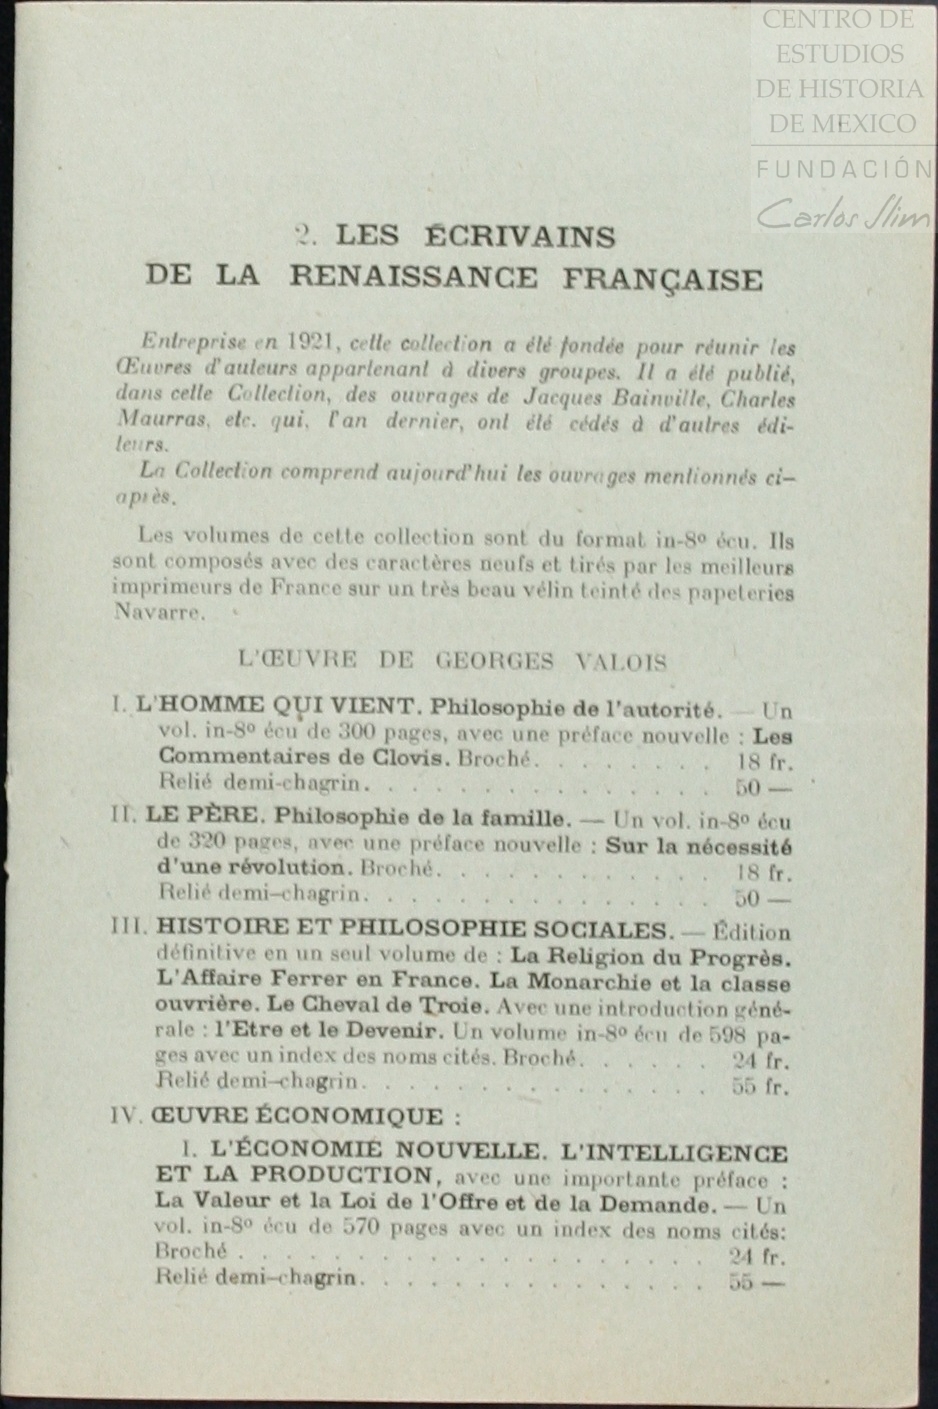 CENTRO DE
ESTUDIOS
DE HISTORIA
DE MEXICO
FUNDACIÓN
Carlos Slim
2. LES ÉCRIVAINS
DE LA RENAISSANCE FRANÇAISE
Entreprise en 1921, cette collection a été fondée pour réunir les
Œuvres d'auteurs appartenant à divers groupes. Il a été publié,
dans cette Collection, des ouvrages de Jacques Bainville, Charles
Maurras, etc. qui, l'an dernier, ont été cédés à d'autres édi-
teurs.
La Collection comprend aujourd'hui les ouvrages mentionnés ci-
après.
Les volumes de cette collection sont du format in-8º écu. Ils
sont composés avec des caractères neufs et tirés par les meilleurs
imprimeurs de France sur un très beau vélin teinté des papeteries
Navarre.
L'ŒUVRE DE GEORGES VALOIS
I. L'HOMME QUI VIENT. Philosophie de l'autorité. — Un
vol. in-8º écu de 300 pages, avec une préface nouvelle : Les
Commentaires de Clovis. Broché. . . . . . . . 18 fr.
Relié demi-chagrin. . . . . . . . . . . . . . . 50 —
II. LE PÈRE. Philosophie de la famille. — Un vol. in-8º écu
de 320 pages, avec une préface nouvelle : Sur la nécessité
d'une révolution. Broché. . . . . . . . . . . . 18 fr.
Relié demi-chagrin. . . . . . . . . . . . . . . 50 —
III. HISTOIRE ET PHILOSOPHIE SOCIALES. — Édition
définitive en un seul volume de : La Religion du Progrès.
L'Affaire Ferrer en France. La Monarchie et la classe
ouvrière. Le Cheval de Troie. Avec une introduction géné-
rale : l'Etre et le Devenir. Un volume in-8º écu de 598 pa-
ges avec un index des noms cités. Broché. . . . . . 24 fr.
Relié demi-chagrin. . . . . . . . . . . . . . . 55 fr.
IV. ŒUVRE ÉCONOMIQUE :
I. L'ÉCONOMIE NOUVELLE. L'INTELLIGENCE
ET LA PRODUCTION, avec une importante préface :
La Valeur et la Loi de l'Offre et de la Demande. — Un
vol. in-8º écu de 570 pages avec un index des noms cités:
Broché . . . . . . . . . . . . . . . . . . . . 24 fr.
Relié demi-chagrin. . . . . . . . . . . . . . . 55 —